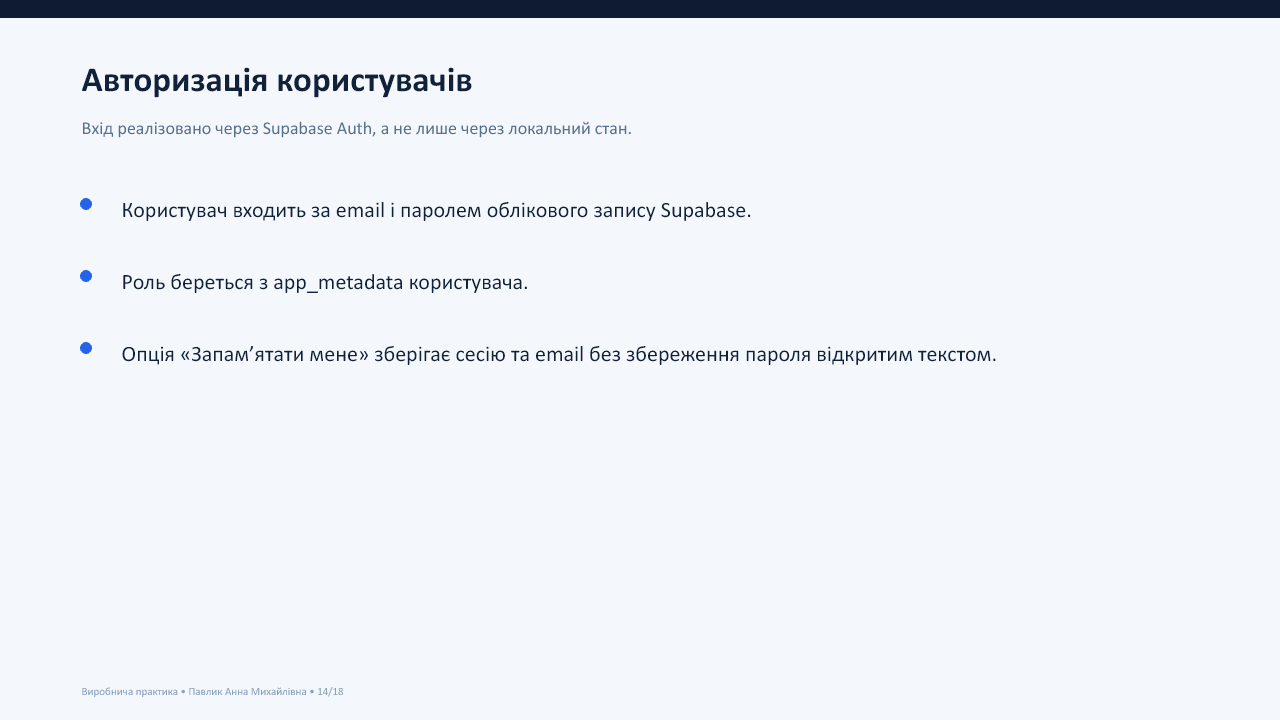 Авторизація користувачів
Вхід реалізовано через Supabase Auth, а не лише через локальний стан.
Користувач входить за email і паролем облікового запису Supabase.
Роль береться з app_metadata користувача.
Опція «Запам’ятати мене» зберігає сесію та email без збереження пароля відкритим текстом.
Виробнича практика • Павлик Анна Михайлівна • 14/18